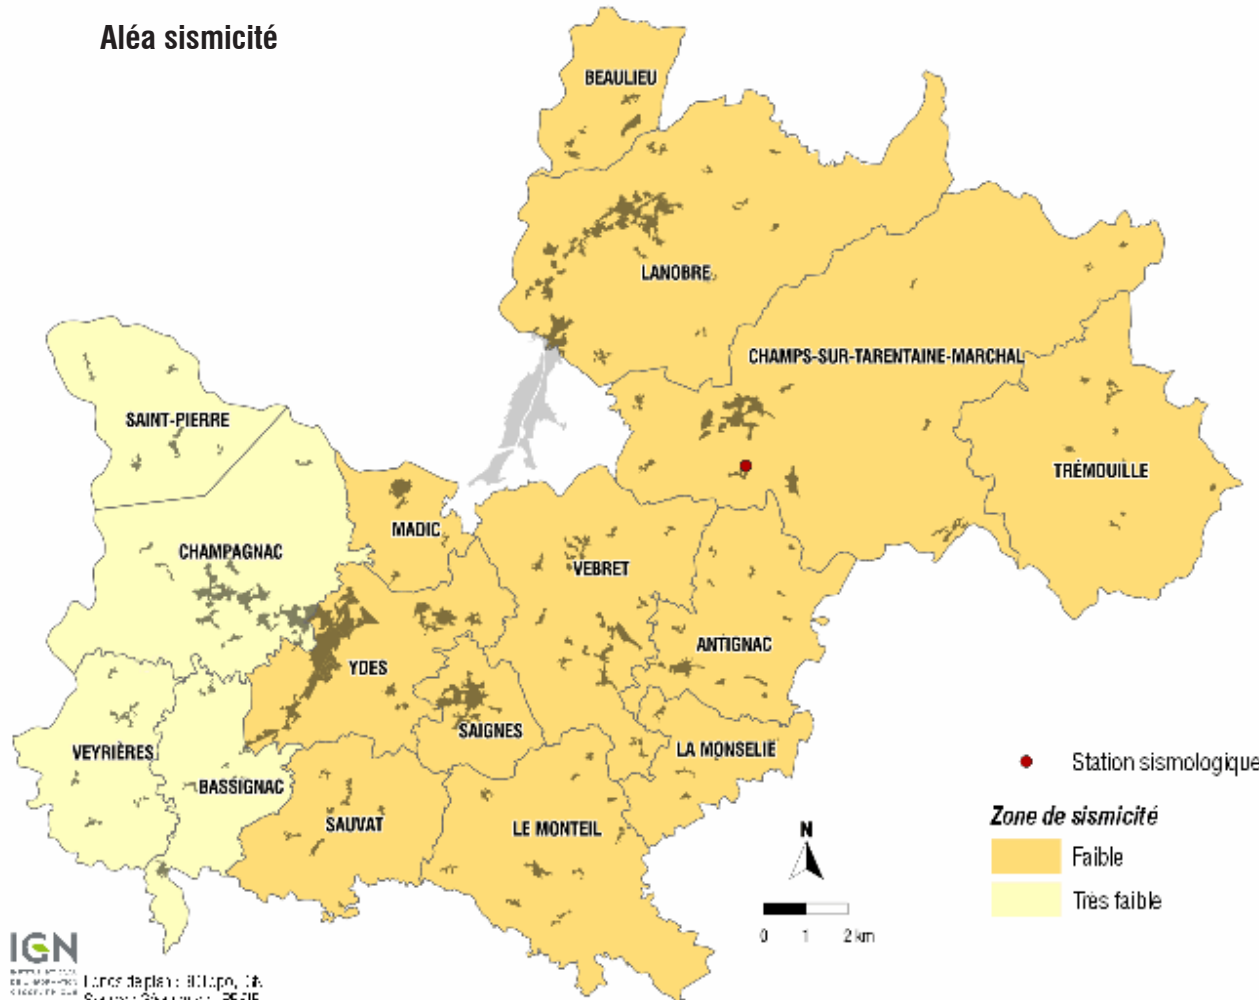 Aléa sismicité
BEAULIEU
LANOBRE
CHAMPS-SUR-TARENTAINE-MARCHAL
SAINT-PIERRE
TRÉMOUILLE
MADIC
CHAMPAGNAC
VEBRET
ANTIGNAC
YDES
SAIGNES
LA MONSELIE
VEYRIÈRES
BASSIGNAC
SAUVAT
LE MONTEIL
Station sismologique
Zone de sismicité
Faible
Très faible
N
0 1 2 km
IGN